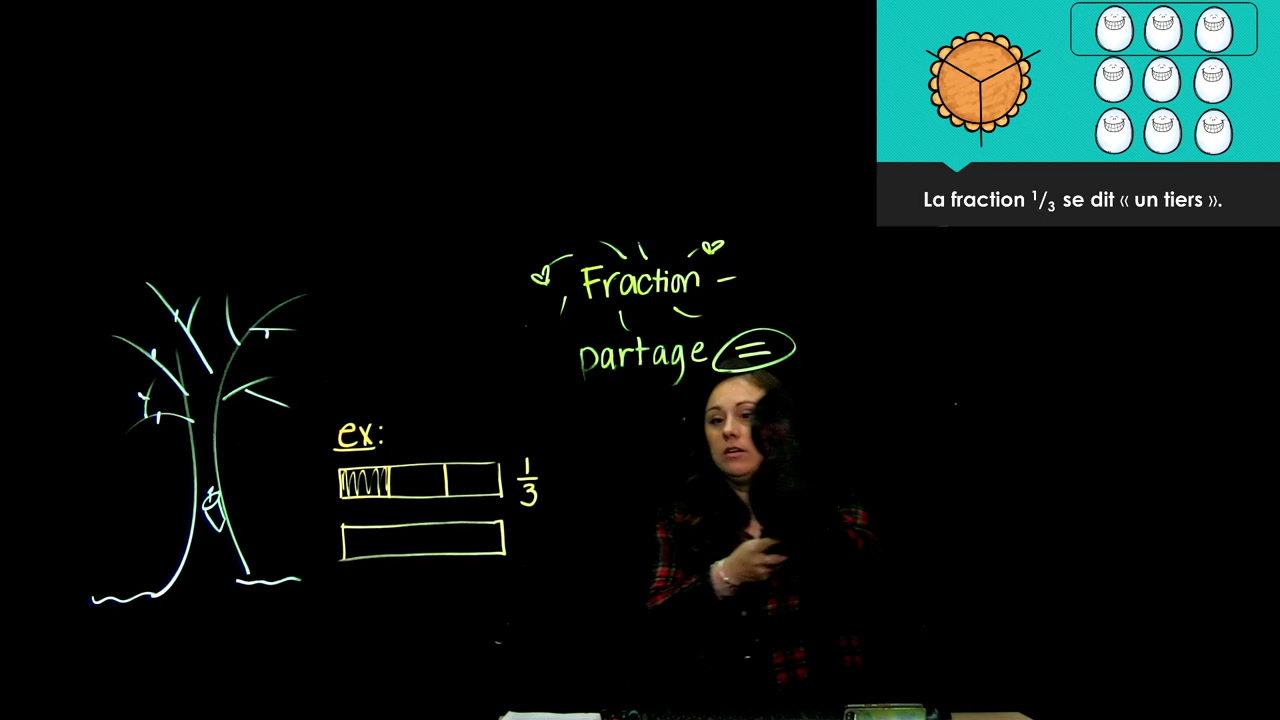 La fraction 1/3 se dit « un tiers ».
Fraction
partage =
ex:
1/3